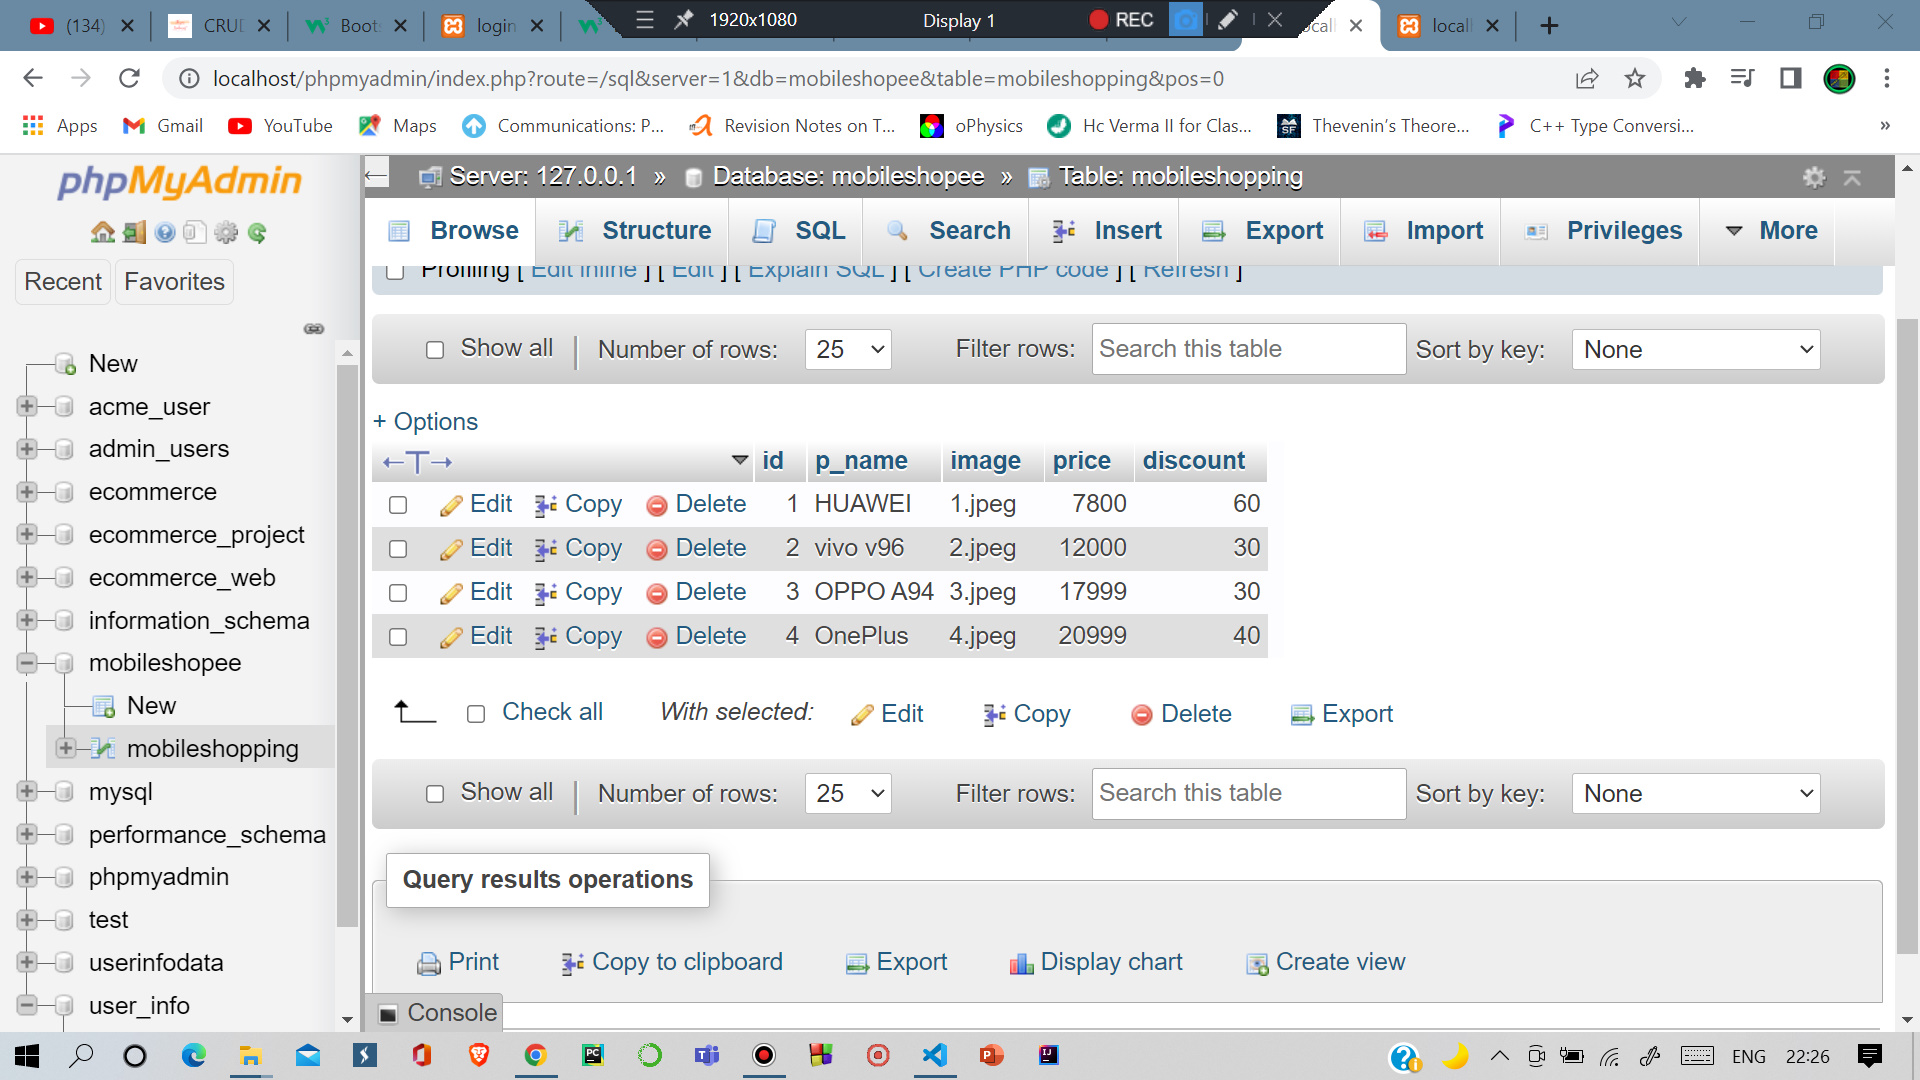 (134)
CRUD
Boots
login
1920x1080
Display 1
REC
locall
locall
localhost/phpmyadmin/index.php?route=/sql&server=1&db=mobileshopee&table=mobileshopping&pos=0
Apps
Gmail
YouTube
Maps
Communications: P...
Revision Notes on T...
oPhysics
Hc Verma II for Clas...
SF
Thevenin's Theore...
C++ Type Conversi...
»
phpMyAdmin
Recent
Favorites
New
acme_user
admin_users
ecommerce
ecommerce_project
ecommerce_web
information_schema
mobileshopee
New
mobileshopping
mysql
performance_schema
phpmyadmin
test
userinfodata
user_info
Server: 127.0.0.1 » Database: mobileshopee » Table: mobileshopping
Browse
Structure
SQL
Search
Insert
Export
Import
Privileges
More
Profiling [ Edit inline ] [ Edit ] [ Explain SQL ] [ Create PHP code ] [ Refresh ]
Show all | Number of rows: 25 Filter rows: Search this table Sort by key: None
+ Options
id p_name image price discount
Edit Copy Delete 1 HUAWEI 1.jpeg 7800 60
Edit Copy Delete 2 vivo v96 2.jpeg 12000 30
Edit Copy Delete 3 OPPO A94 3.jpeg 17999 30
Edit Copy Delete 4 OnePlus 4.jpeg 20999 40
Check all With selected: Edit Copy Delete Export
Show all | Number of rows: 25 Filter rows: Search this table Sort by key: None
Query results operations
Print Copy to clipboard Export Display chart Create view
Console
ENG
22:26